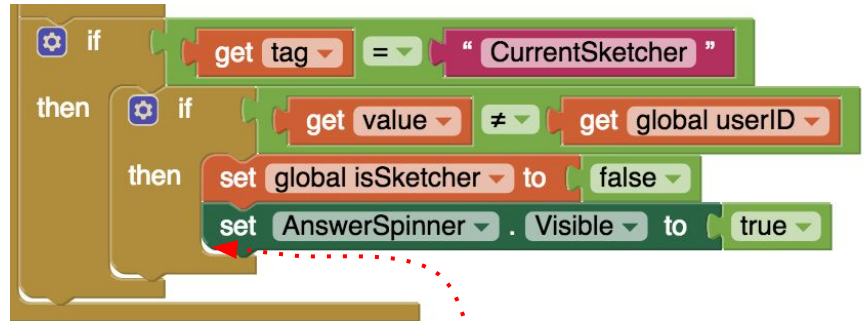 if get tag = " CurrentSketcher "
then if get value ≠ get global userID
then set global isSketcher to false
set AnswerSpinner . Visible to true